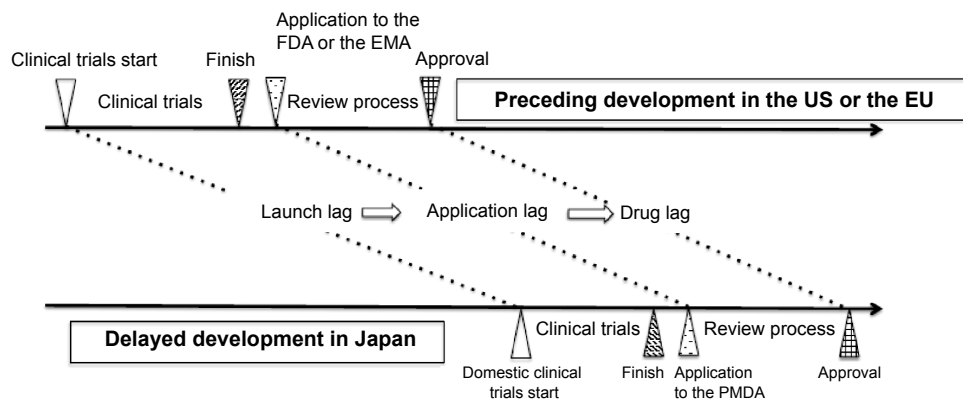 Application to the
FDA or the EMA
Clinical trials start
Finish
Approval
Clinical trials
Review process
Preceding development in the US or the EU
Launch lag
Application lag
Drug lag
Delayed development in Japan
Clinical trials
Review process
Domestic clinical
trials start
Finish
Application
to the PMDA
Approval